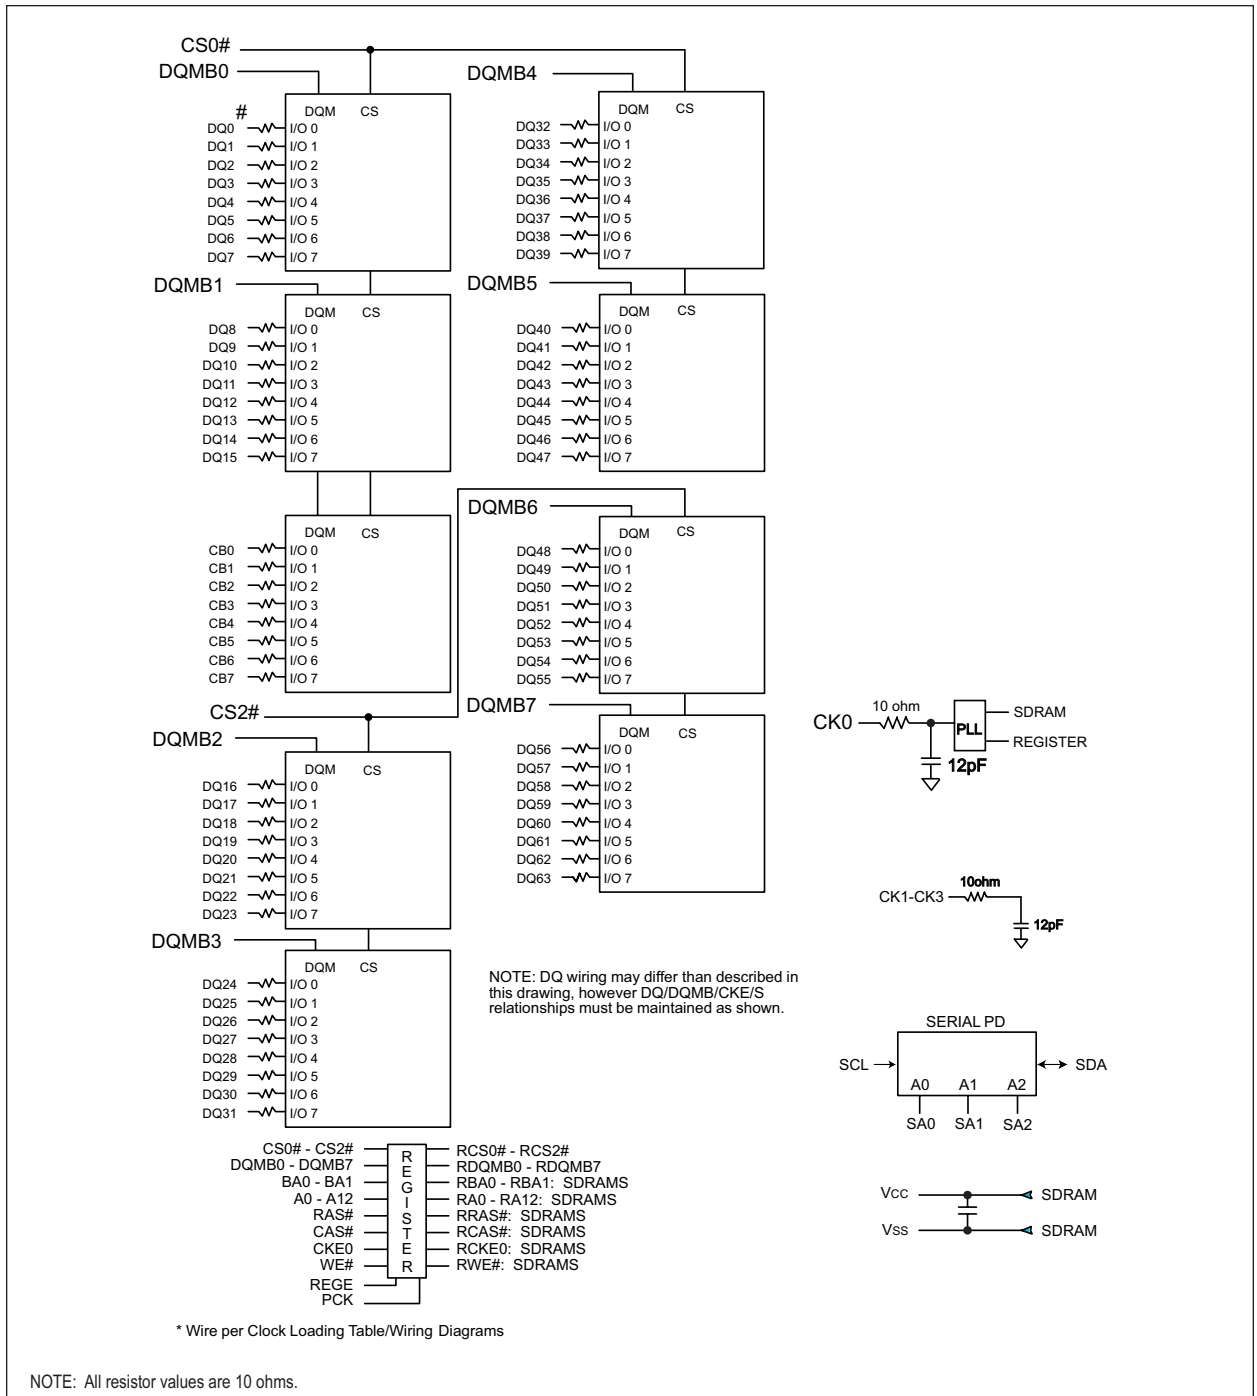 CS0#
DQMB0
#
DQM CS
DQ0 I/O 0
DQ1 I/O 1
DQ2 I/O 2
DQ3 I/O 3
DQ4 I/O 4
DQ5 I/O 5
DQ6 I/O 6
DQ7 I/O 7
DQMB1
DQM CS
DQ8 I/O 0
DQ9 I/O 1
DQ10 I/O 2
DQ11 I/O 3
DQ12 I/O 4
DQ13 I/O 5
DQ14 I/O 6
DQ15 I/O 7
DQM CS
CB0 I/O 0
CB1 I/O 1
CB2 I/O 2
CB3 I/O 3
CB4 I/O 4
CB5 I/O 5
CB6 I/O 6
CB7 I/O 7
CS2#
DQMB2
DQM CS
DQ16 I/O 0
DQ17 I/O 1
DQ18 I/O 2
DQ19 I/O 3
DQ20 I/O 4
DQ21 I/O 5
DQ22 I/O 6
DQ23 I/O 7
DQMB3
DQM CS
DQ24 I/O 0
DQ25 I/O 1
DQ26 I/O 2
DQ27 I/O 3
DQ28 I/O 4
DQ29 I/O 5
DQ30 I/O 6
DQ31 I/O 7
DQMB4
DQM CS
DQ32 I/O 0
DQ33 I/O 1
DQ34 I/O 2
DQ35 I/O 3
DQ36 I/O 4
DQ37 I/O 5
DQ38 I/O 6
DQ39 I/O 7
DQMB5
DQM CS
DQ40 I/O 0
DQ41 I/O 1
DQ42 I/O 2
DQ43 I/O 3
DQ44 I/O 4
DQ45 I/O 5
DQ46 I/O 6
DQ47 I/O 7
DQMB6
DQM CS
DQ48 I/O 0
DQ49 I/O 1
DQ50 I/O 2
DQ51 I/O 3
DQ52 I/O 4
DQ53 I/O 5
DQ54 I/O 6
DQ55 I/O 7
DQMB7
DQM CS
DQ56 I/O 0
DQ57 I/O 1
DQ58 I/O 2
DQ59 I/O 3
DQ60 I/O 4
DQ61 I/O 5
DQ62 I/O 6
DQ63 I/O 7
NOTE: DQ wiring may differ than described in
this drawing, however DQ/DQMB/CKE/S
relationships must be maintained as shown.
10 ohm
CK0 PLL SDRAM
REGISTER
12pF
10ohm
CK1-CK3
12pF
SERIAL PD
SCL SDA
A0 A1 A2
SA0 SA1 SA2
Vcc SDRAM
Vss SDRAM
REGISTER
CS0# - CS2# RCS0# - RCS2#
DQMB0 - DQMB7 RDQMB0 - RDQMB7
BA0 - BA1 RBA0 - RBA1: SDRAMS
A0 - A12 RA0 - RA12: SDRAMS
RAS# RRAS#: SDRAMS
CAS# RCAS#: SDRAMS
CKE0 RCKE0: SDRAMS
WE# RWE#: SDRAMS
REGE
PCK
* Wire per Clock Loading Table/Wiring Diagrams
NOTE: All resistor values are 10 ohms.